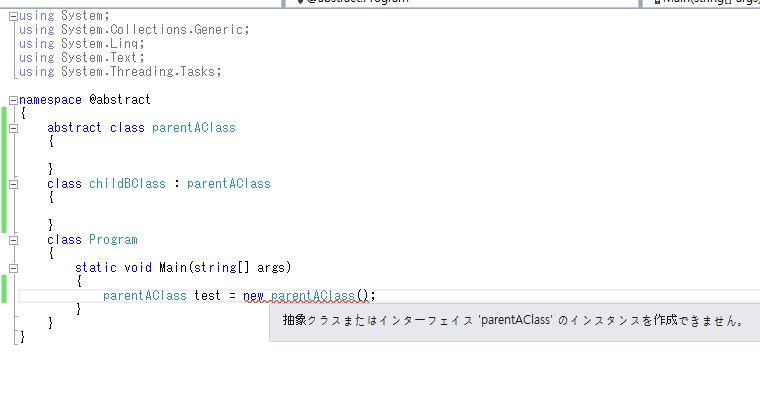 @abstract.Program
Main(string[] args)
using System;
using System.Collections.Generic;
using System.Linq;
using System.Text;
using System.Threading.Tasks;
namespace @abstract
{
abstract class parentAClass
{
}
class childBClass : parentAClass
{
}
class Program
{
static void Main(string[] args)
{
parentAClass test = new parentAClass();
}
抽象クラスまたはインターフェイス 'parentAClass' のインスタンスを作成できません。
}
}